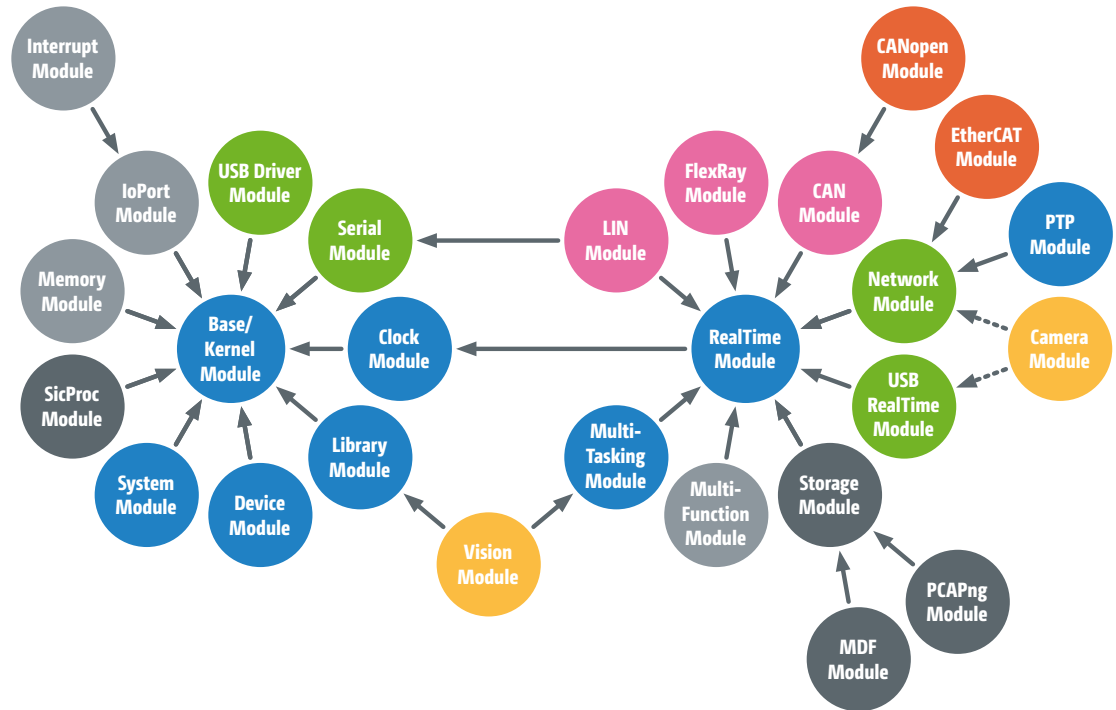 Interrupt
Module
CANopen
Module
EtherCAT
Module
IoPort
Module
USB Driver
Module
FlexRay
Module
CAN
Module
Serial
Module
LIN
Module
PTP
Module
Memory
Module
Network
Module
Base/
Kernel
Module
Clock
Module
RealTime
Module
Camera
Module
SicProc
Module
USB
RealTime
Module
Library
Module
Multi-
Tasking
Module
System
Module
Device
Module
Multi-
Function
Module
Storage
Module
Vision
Module
PCAPng
Module
MDF
Module